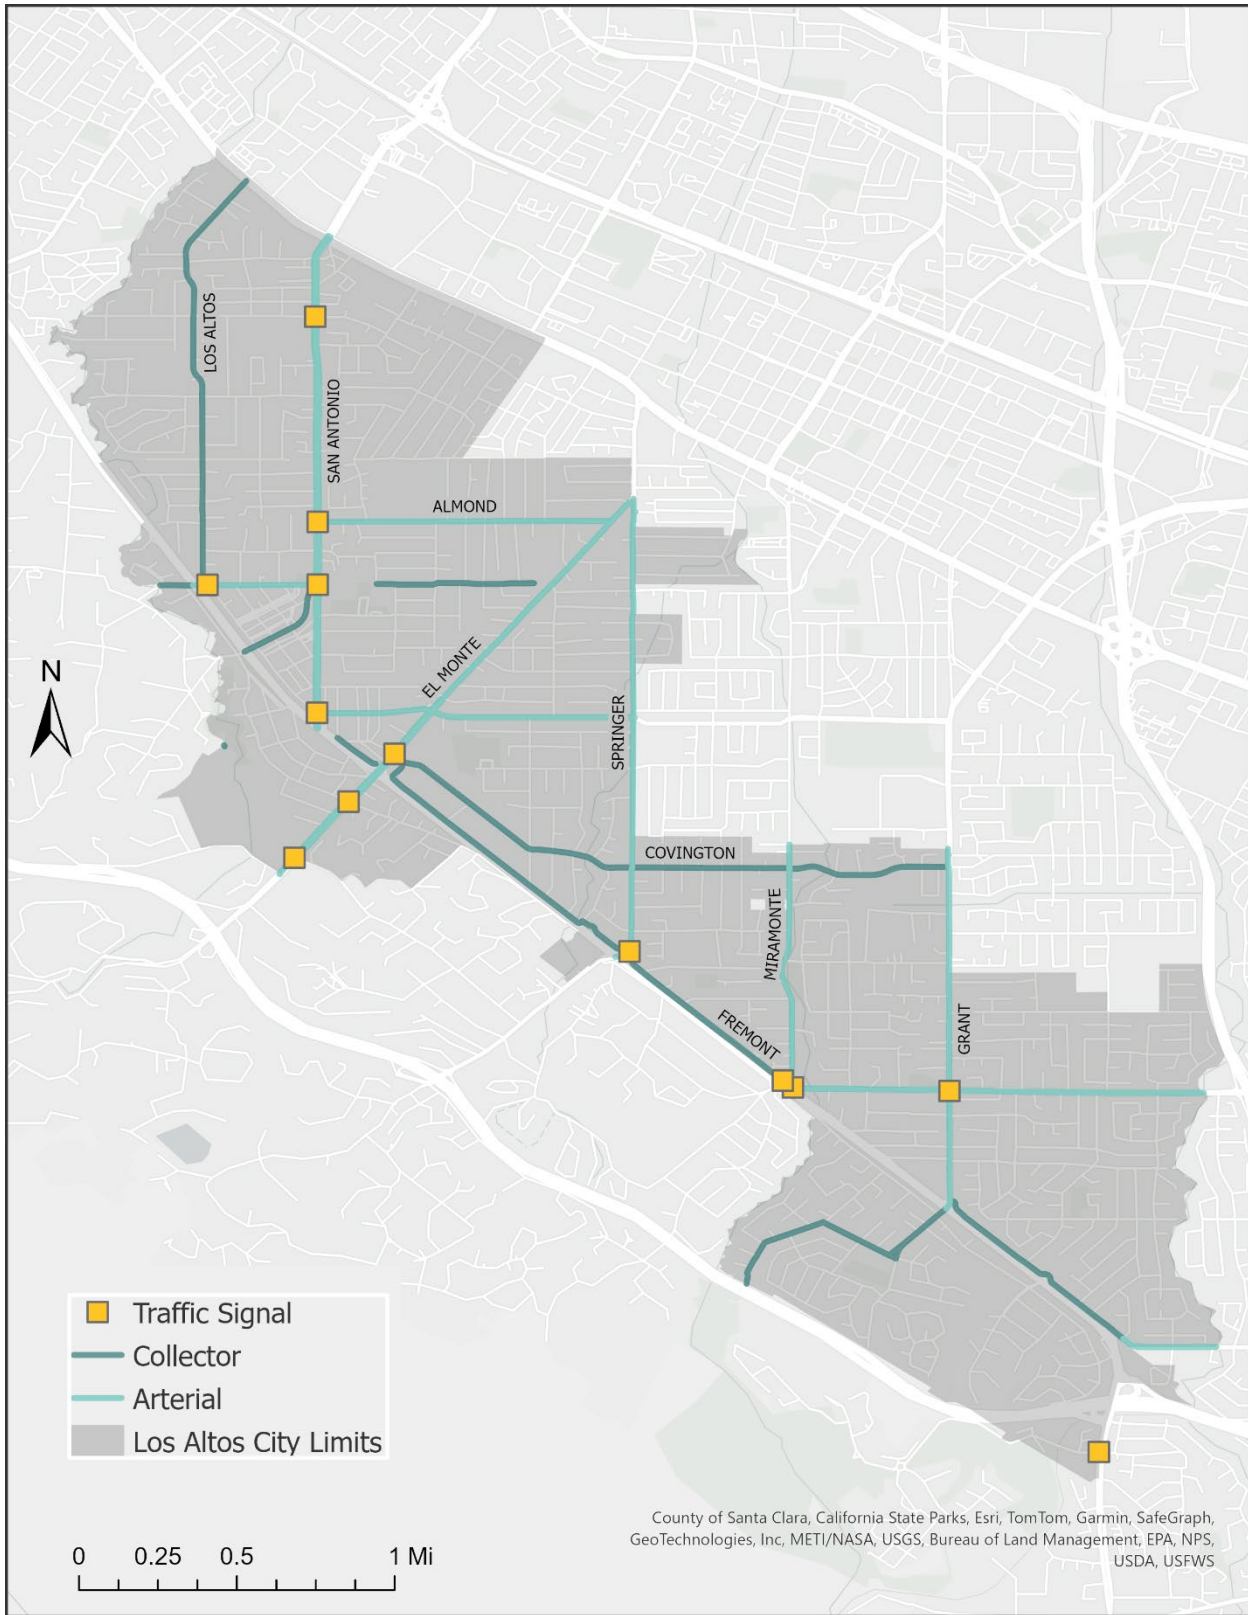 LOS ALTOS
SAN ANTONIO
ALMOND
EL MONTE
SPRINGER
N
COVINGTON
MIRAMONTE
FREMONT
GRANT
Traffic Signal
Collector
Arterial
Los Altos City Limits
County of Santa Clara, California State Parks, Esri, TomTom, Garmin, SafeGraph,
GeoTechnologies, Inc, METI/NASA, USGS, Bureau of Land Management, EPA, NPS,
USDA, USFWS
0 0.25 0.5 1 Mi